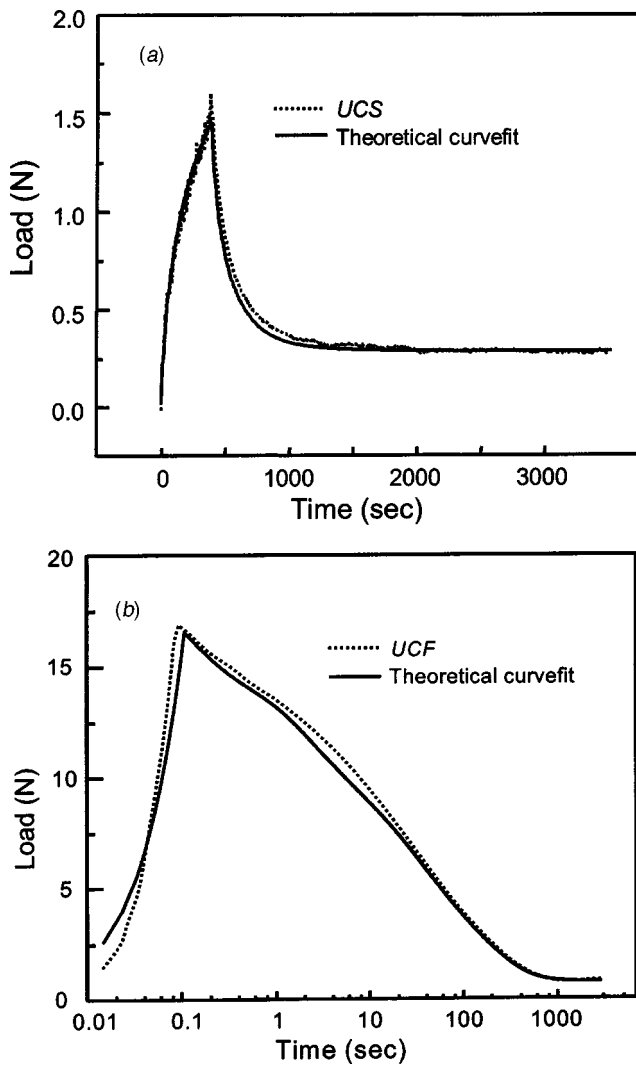 2.0
(a)
UCS
1.5
Theoretical curvefit
Load (N)
1.0
0.5
0.0
0 1000 2000 3000
Time (sec)
20
(b)
UCF
15
Theoretical curvefit
Load (N)
10
5
0
0.01 0.1 1 10 100 1000
Time (sec)